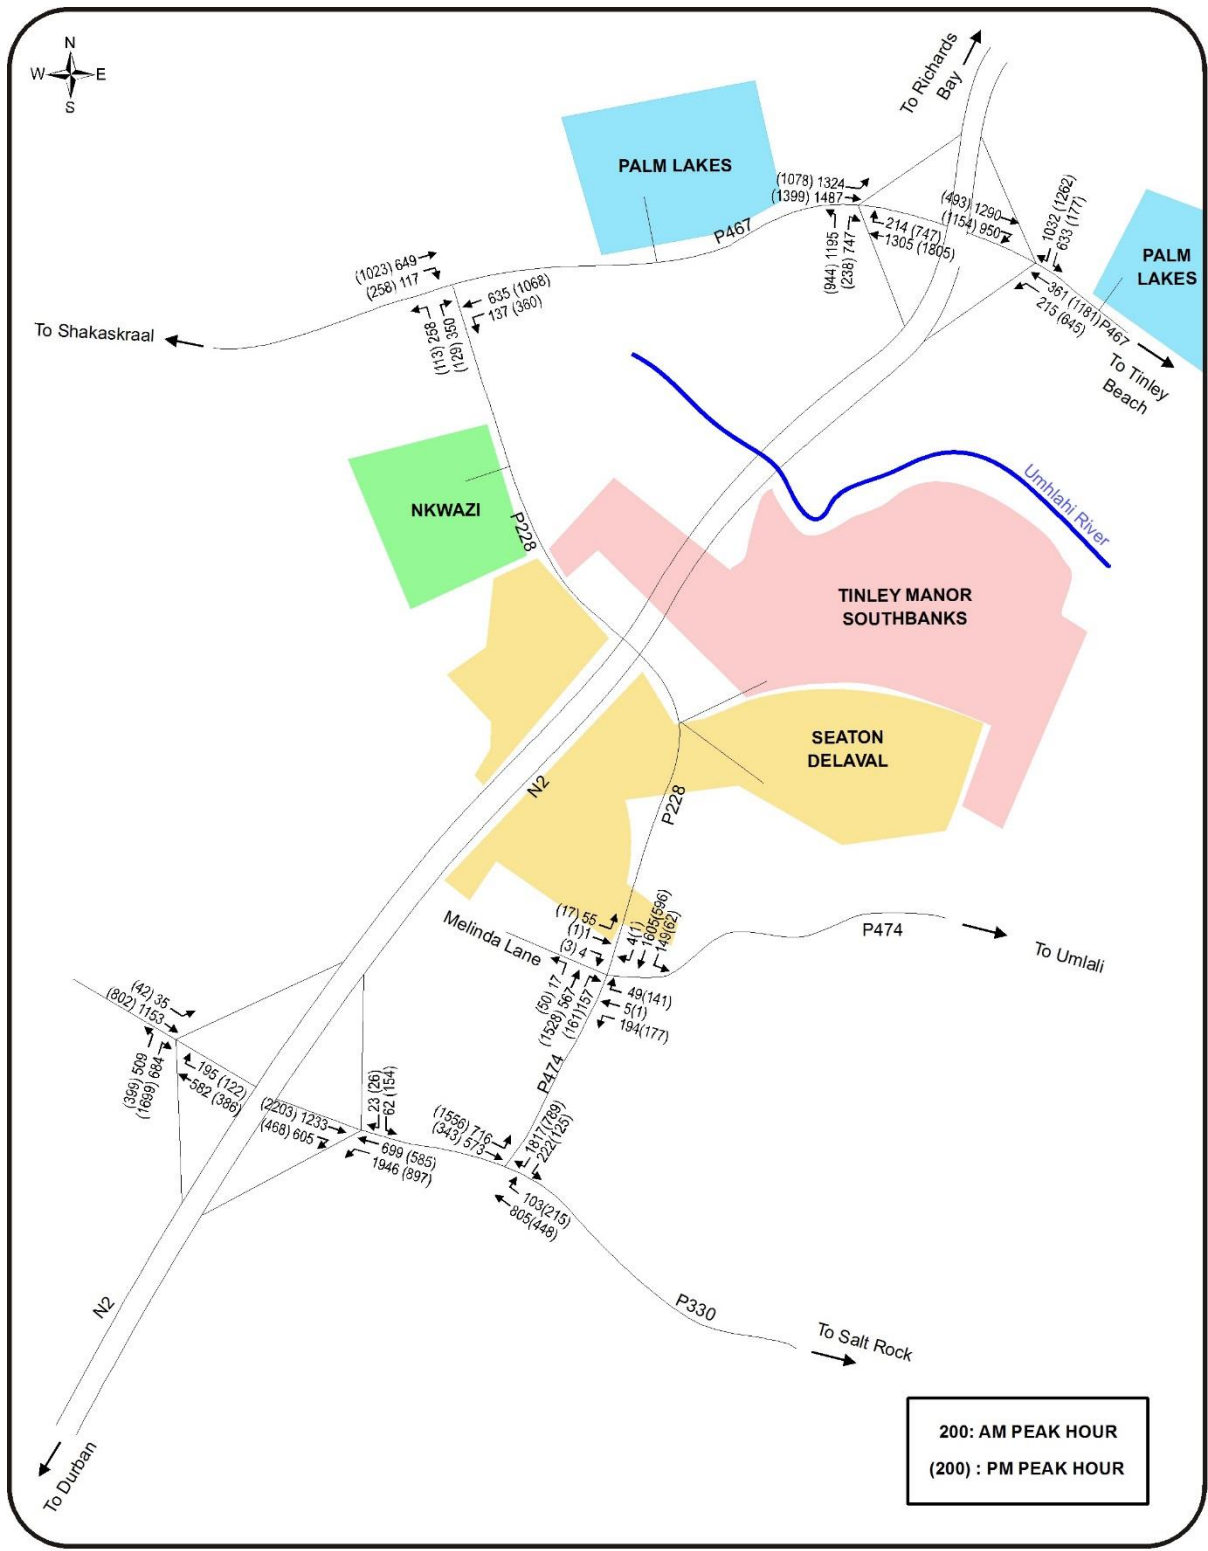 N
W E
S
To Richards
Bay
PALM LAKES
(1078) 1324
(1399) 1487
P467
(493) 1290
(1154) 950
1032 (1262)
633 (177)
214 (747)
1305 (1805)
(944) 1195
(238) 747
PALM
LAKES
(1023) 649
(258) 117
635 (1068)
137 (360)
(113) 258
(129) 350
361 (1181)
215 (645)
P467
To Shakaskraal
To Tinley
Beach
NKWAZI
P228
Umhlahi River
TINLEY MANOR
SOUTHBANKS
SEATON
DELAVAL
N2
P228
Melinda Lane
(17) 55
(1)1
(3) 4
4(1)
1605(596)
149(62)
P474
To Umlali
(50) 17
(1528) 567
(161)157
49(141)
5(1)
194(177)
P474
(42) 35
(802) 1153
(399) 509
(1699) 684
195 (122)
582 (386)
(2203) 1233
(468) 605
23 (26)
62 (154)
699 (585)
1946 (897)
(1556) 716
(343) 573
1817(789)
222(125)
103(215)
805(448)
N2
P330
To Salt Rock
To Durban
200: AM PEAK HOUR
(200) : PM PEAK HOUR